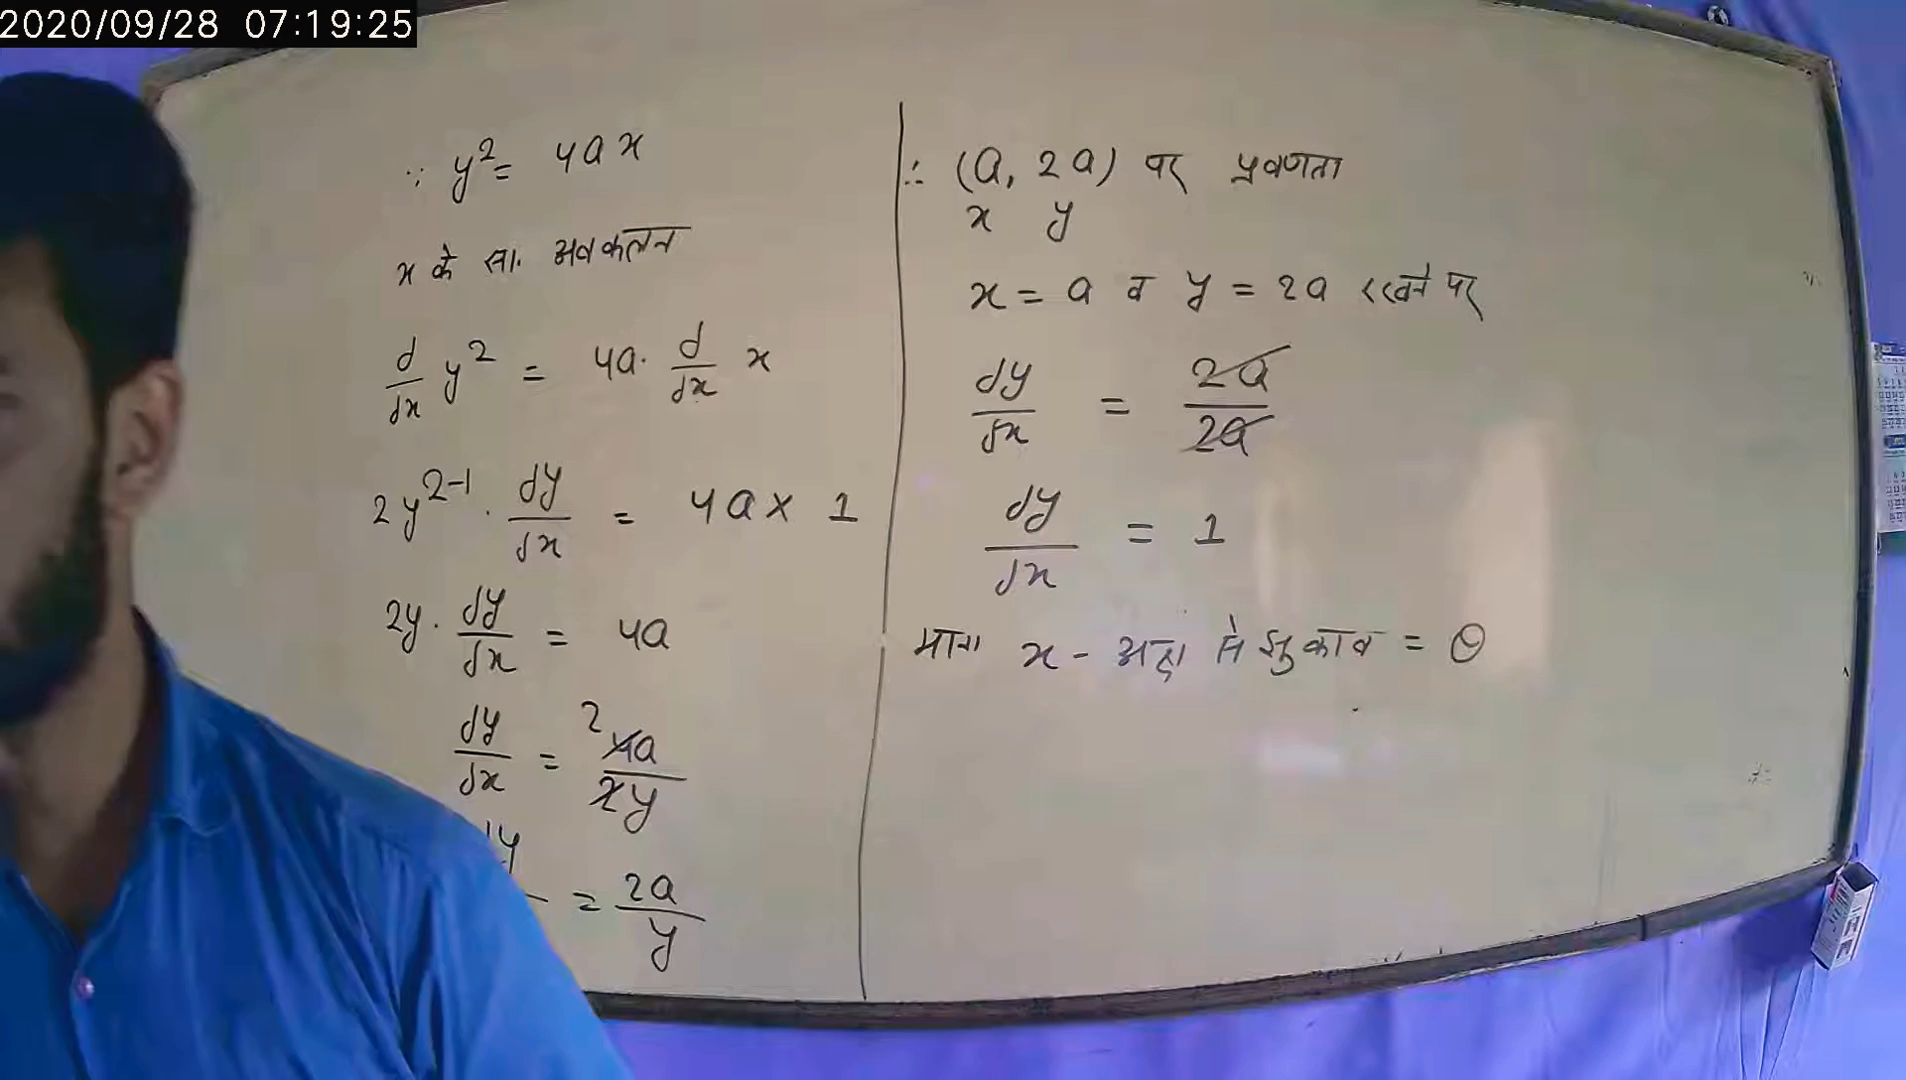 2020/09/28 07:19:25
∵ y² = 4ax
x के सा. अवकलन
d/dx y² = 4a. d/dx x
2y²⁻¹ . dy/dx = 4a x 1
2y. dy/dx = 4a
dy/dx = 2 4a/2y
= 2a/y
∴ (a, 2a) पर प्रवणता
x y
x = a व y = 2a रखने पर
dy/dx = 2a/2a
dy/dx = 1
माना x - अक्ष से झुकाव = θ